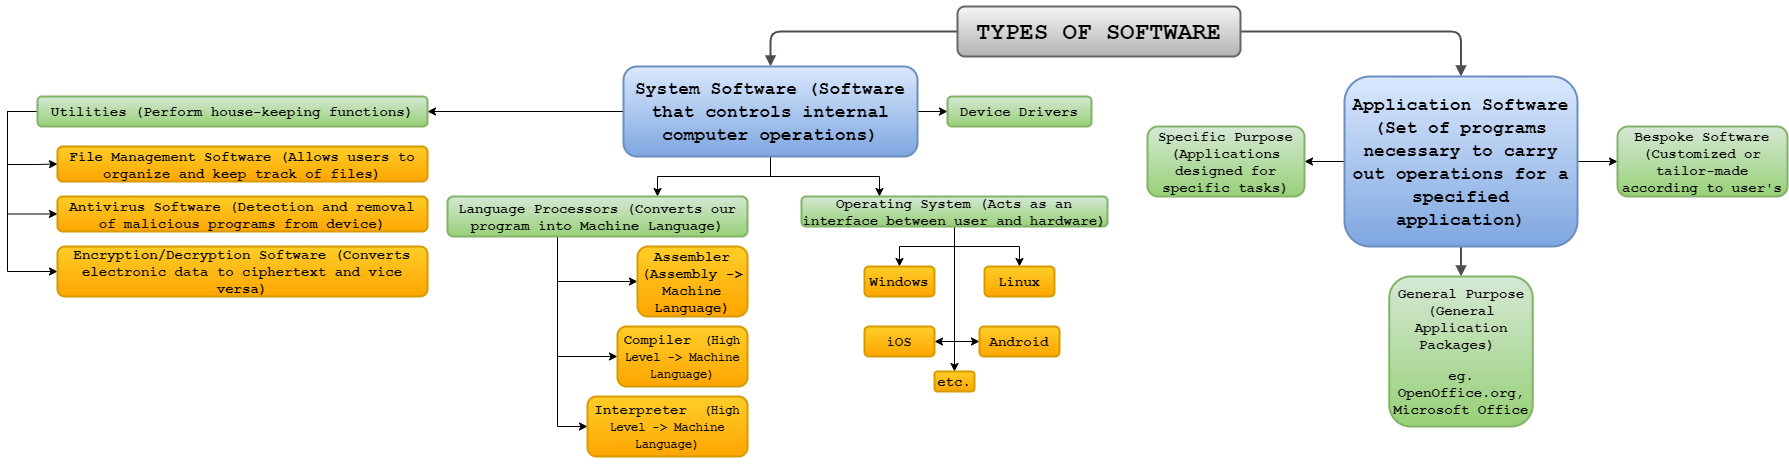 TYPES OF SOFTWARE
System Software (Software
that controls internal
computer operations)
Utilities (Perform house-keeping functions)
File Management Software (Allows users to
organize and keep track of files)
Antivirus Software (Detection and removal
of malicious programs from device)
Encryption/Decryption Software (Converts
electronic data to ciphertext and vice
versa)
Device Drivers
Language Processors (Converts our
program into Machine Language)
Assembler
(Assembly ->
Machine
Language)
Compiler (High
Level -> Machine
Language)
Interpreter (High
Level -> Machine
Language)
Operating System (Acts as an
interface between user and hardware)
Windows
Linux
iOS
Android
etc.
Application Software
(Set of programs
necessary to carry
out operations for a
specified
application)
Specific Purpose
(Applications
designed for
specific tasks)
Bespoke Software
(Customized or
tailor-made
according to user's
General Purpose
(General
Application
Packages)
eg.
OpenOffice.org,
Microsoft Office